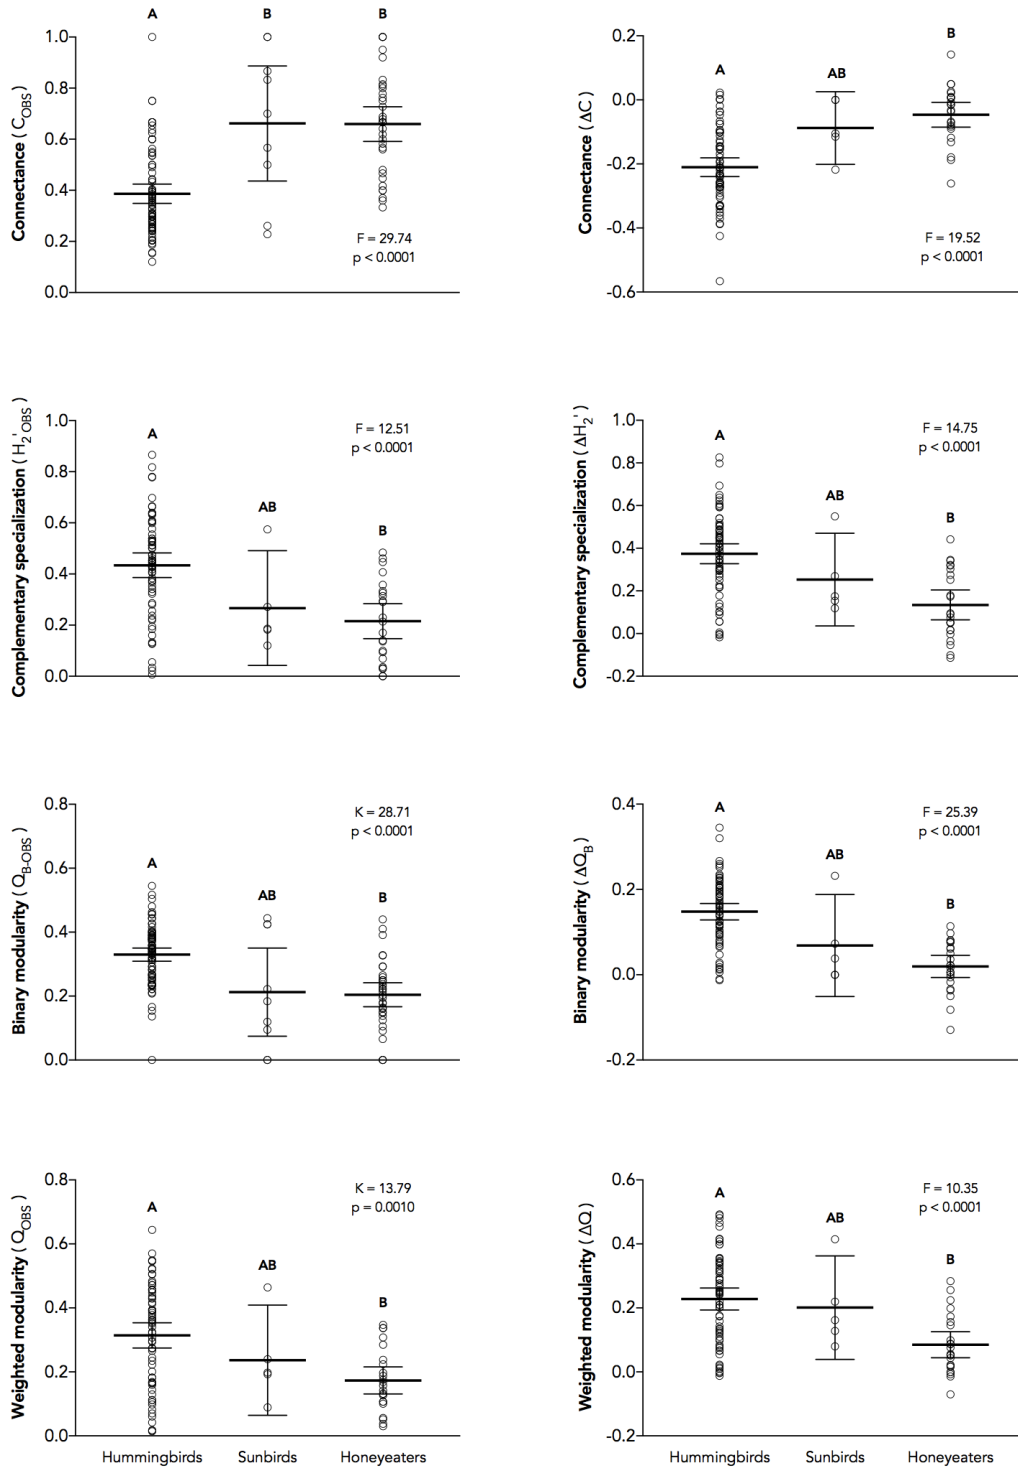 A B B
Connectance ( C_OBS )
1.0
0.8
0.6
0.4
0.2
0.0
F = 29.74
p < 0.0001
A AB B
Connectance ( ΔC )
0.2
0.0
-0.2
-0.4
-0.6
F = 19.52
p < 0.0001
A AB B
Complementary specialization ( H2'OBS )
1.0
0.8
0.6
0.4
0.2
0.0
F = 12.51
p < 0.0001
A AB B
Complementary specialization ( ΔH2' )
1.0
0.8
0.6
0.4
0.2
0.0
-0.2
F = 14.75
p < 0.0001
A AB B
Binary modularity ( Q_B-OBS )
0.8
0.6
0.4
0.2
0.0
K = 28.71
p < 0.0001
A AB B
Binary modularity ( ΔQ_B )
0.4
0.2
0.0
-0.2
F = 25.39
p < 0.0001
A AB B
Weighted modularity ( Q_OBS )
0.8
0.6
0.4
0.2
0.0
K = 13.79
p = 0.0010
Hummingbirds Sunbirds Honeyeaters
A AB B
Weighted modularity ( ΔQ )
0.6
0.4
0.2
0.0
-0.2
F = 10.35
p < 0.0001
Hummingbirds Sunbirds Honeyeaters